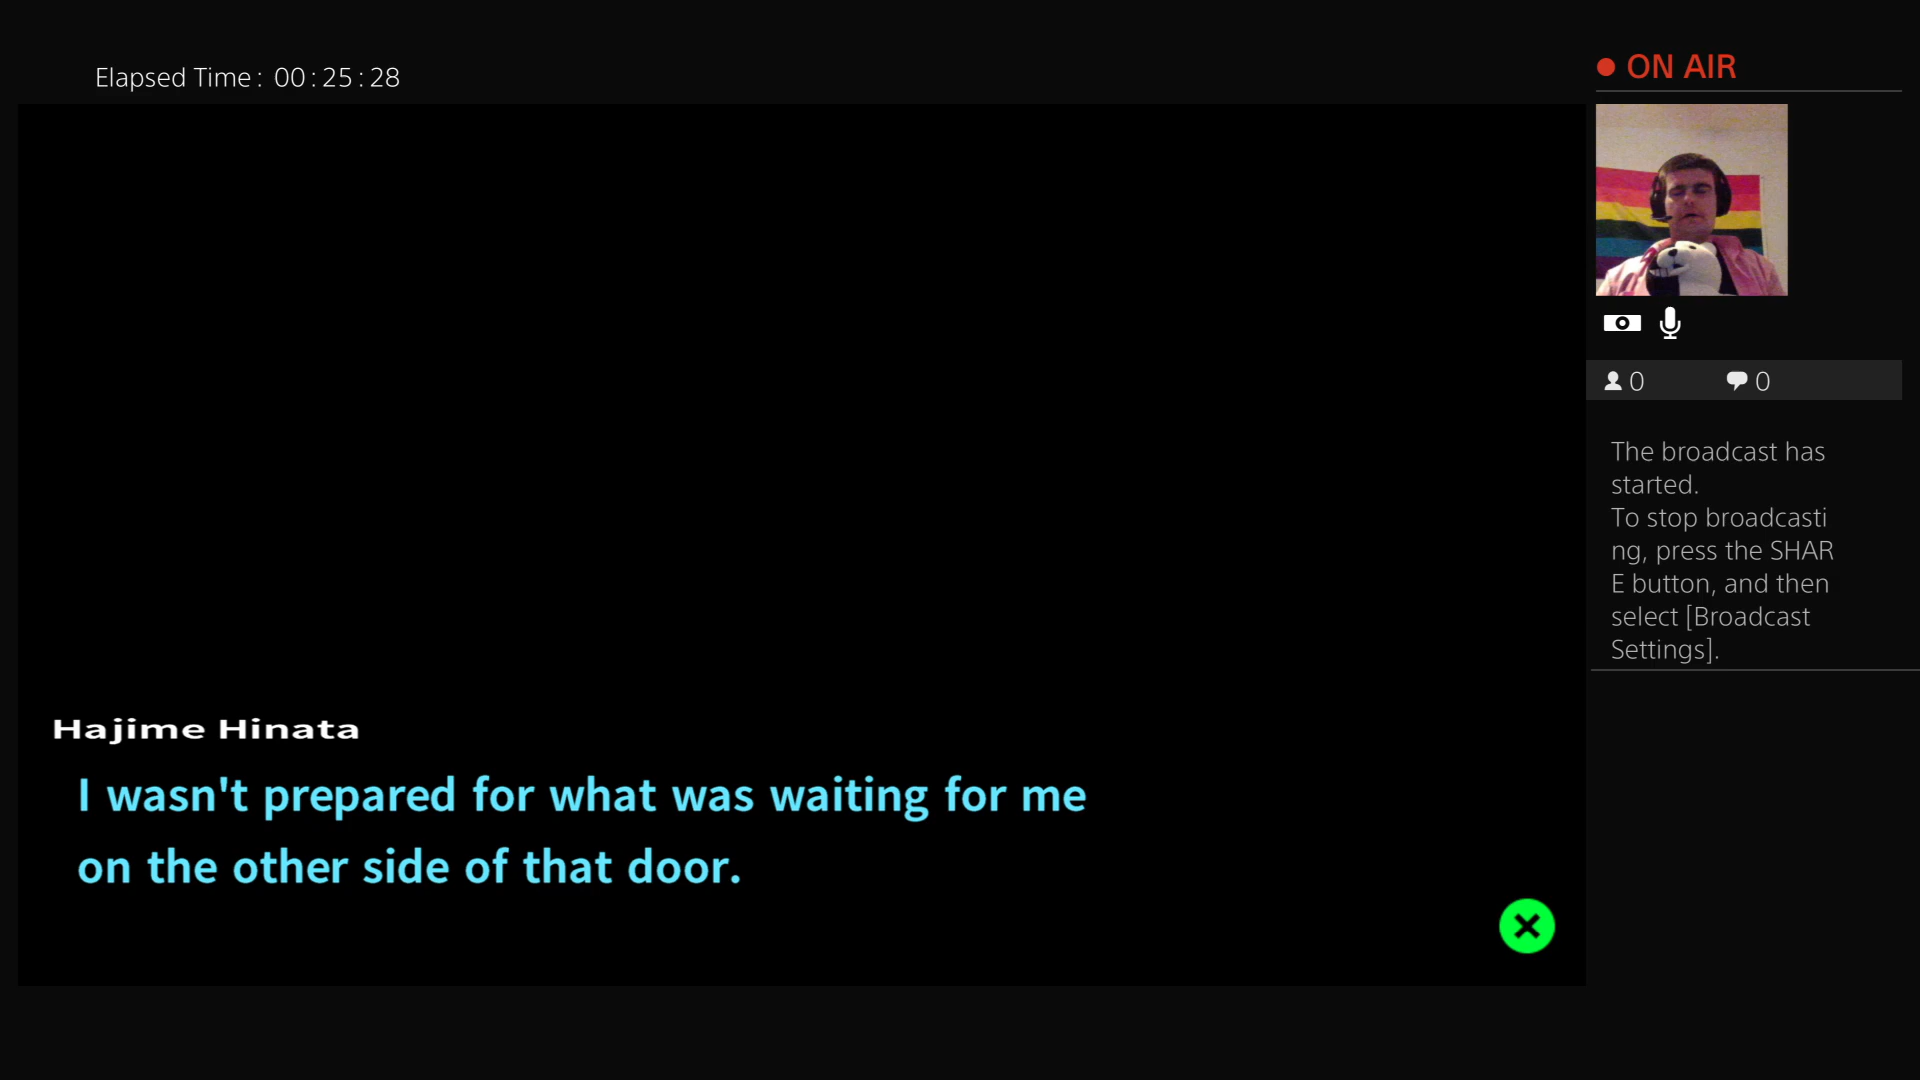 Elapsed Time : 00 : 25 : 28
ON AIR
0 0
The broadcast has
started.
To stop broadcasti
ng, press the SHAR
E button, and then
select [Broadcast
Settings].
Hajime Hinata
I wasn't prepared for what was waiting for me
on the other side of that door.